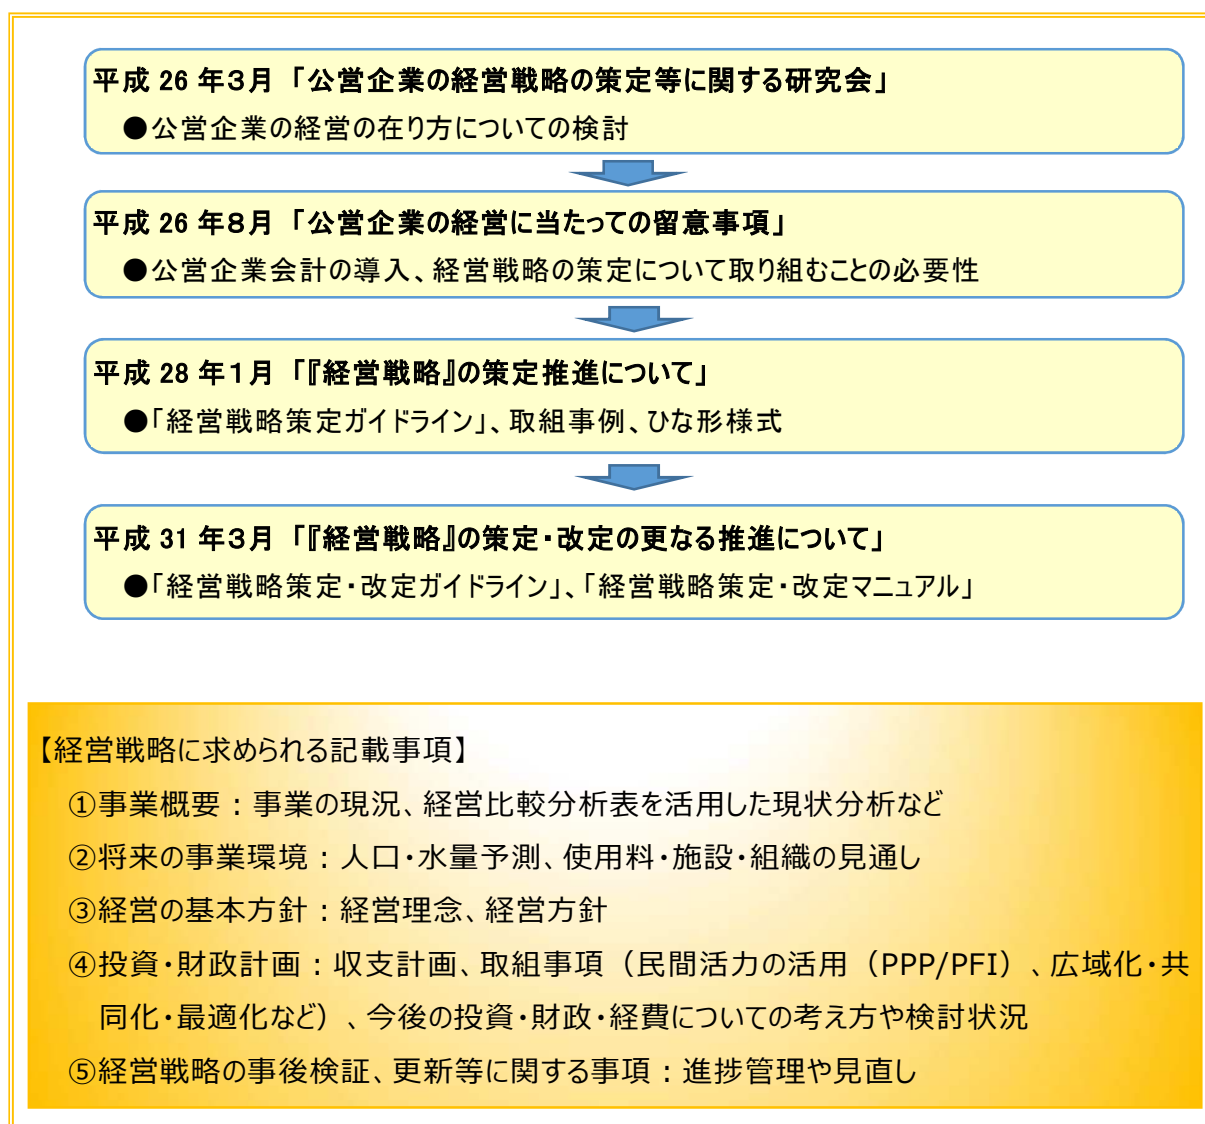 平成 26 年３月「公営企業の経営戦略の策定等に関する研究会」
●公営企業の経営の在り方についての検討
平成 26 年８月「公営企業の経営に当たっての留意事項」
●公営企業会計の導入、経営戦略の策定について取り組むことの必要性
平成 28 年１月「『経営戦略』の策定推進について」
●「経営戦略策定ガイドライン」、取組事例、ひな形様式
平成 31 年３月「『経営戦略』の策定・改定の更なる推進について」
●「経営戦略策定・改定ガイドライン」、「経営戦略策定・改定マニュアル」
【経営戦略に求められる記載事項】
①事業概要：事業の現況、経営比較分析表を活用した現状分析など
②将来の事業環境：人口・水量予測、使用料・施設・組織の見通し
③経営の基本方針：経営理念、経営方針
④投資・財政計画：収支計画、取組事項（民間活力の活用（PPP/PFI）、広域化・共
同化・最適化など）、今後の投資・財政・経費についての考え方や検討状況
⑤経営戦略の事後検証、更新等に関する事項：進捗管理や見直し